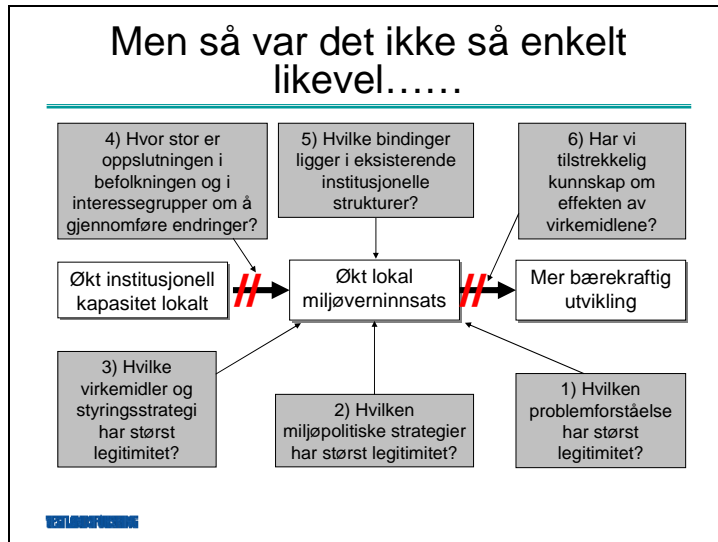 Men så var det ikke så enkelt
likevel……
4) Hvor stor er
oppslutningen i
befolkningen og i
interessegrupper om å
gjennomføre endringer?
5) Hvilke bindinger
ligger i eksisterende
institusjonelle
strukturer?
6) Har vi
tilstrekkelig
kunnskap om
effekten av
virkemidlene?
Økt institusjonell
kapasitet lokalt
Økt lokal
miljøverninnsats
Mer bærekraftig
utvikling
3) Hvilke
virkemidler og
styringsstrategi
har størst
legitimitet?
2) Hvilken
miljøpolitiske strategier
har størst legitimitet?
1) Hvilken
problemforståelse
har størst
legitimitet?
VESTLANDSFORSKING